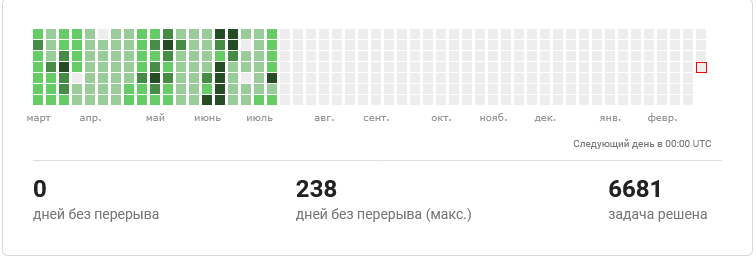 март апр. май июнь июль авг. сент. окт. нояб. дек. янв. февр.
Следующий день в 00:00 UTC
0 238 6681
дней без перерыва дней без перерыва (макс.) задача решена